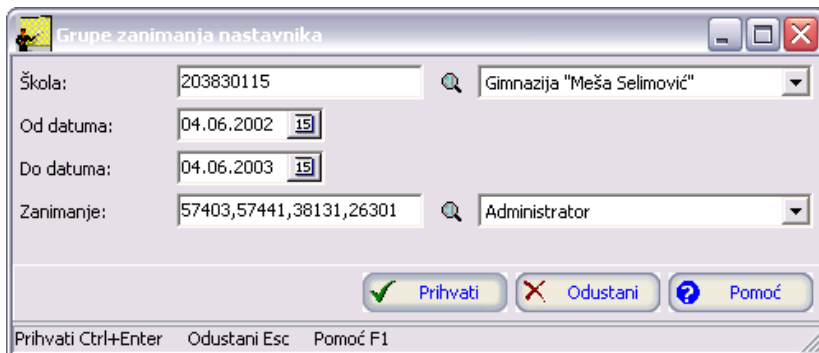 Grupe zanimanja nastavnika
Škola: 203830115 Gimnazija "Meša Selimović"
Od datuma: 04.06.2002 15
Do datuma: 04.06.2003 15
Zanimanje: 57403,57441,38131,26301 Administrator
Prihvati Odustani ? Pomoć
Prihvati Ctrl+Enter Odustani Esc Pomoć F1